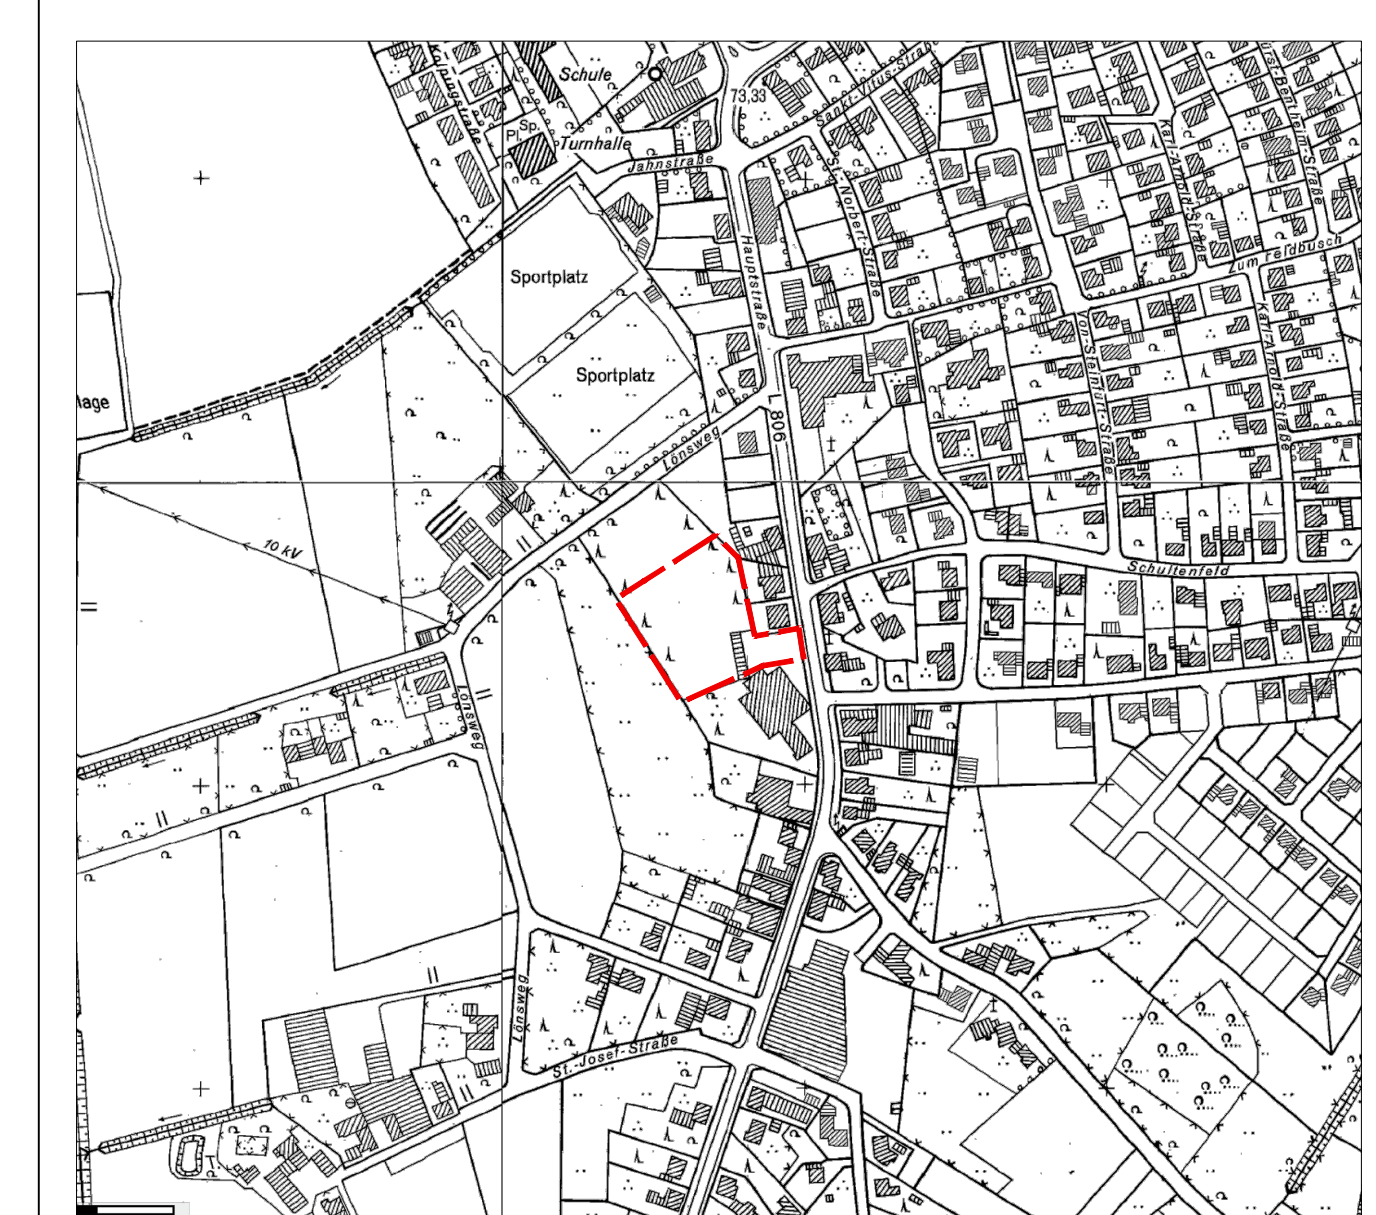 Kolpingstraße
Schule
73,33
Sankt-Vitus-Straße
Sp.
Pl.
Turnhalle
Jahnstraße
St.-Norbert-Straße
Karl-Arnold-Straße
Zum Feldbusch
Hauptstraße
Sportplatz
Sportplatz
lage
L 806
Lönsweg
Karl-Arnold-Straße
on-Steinfurt-Straße
10 kV
Schultenfeld
Lönsweg
Lönsweg
St.-Josef-Straße